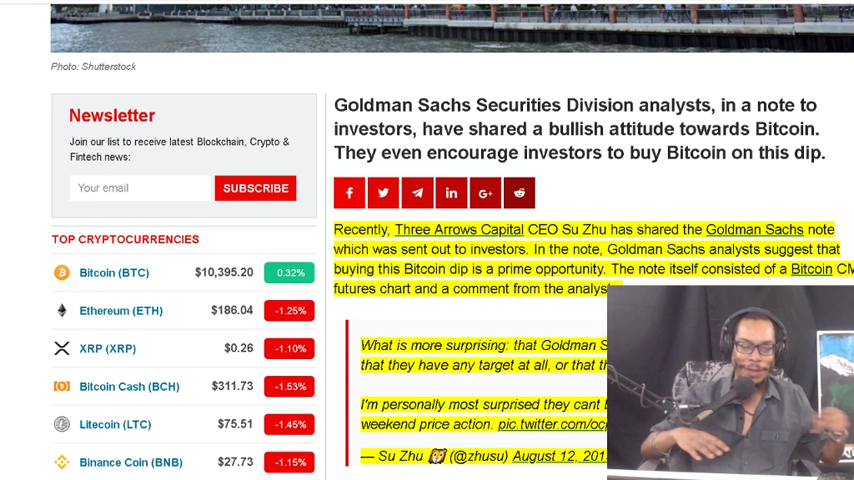 Photo: Shutterstock
Newsletter
Join our list to receive latest Blockchain, Crypto &
Fintech news:
Your email
SUBSCRIBE
TOP CRYPTOCURRENCIES
Bitcoin (BTC) $10,395.20 0.32%
Ethereum (ETH) $186.04 -1.25%
XRP (XRP) $0.26 -1.10%
Bitcoin Cash (BCH) $311.73 -1.53%
Litecoin (LTC) $75.51 -1.45%
Binance Coin (BNB) $27.73 -1.15%
Goldman Sachs Securities Division analysts, in a note to
investors, have shared a bullish attitude towards Bitcoin.
They even encourage investors to buy Bitcoin on this dip.
Recently, Three Arrows Capital CEO Su Zhu has shared the Goldman Sachs note
which was sent out to investors. In the note, Goldman Sachs analysts suggest that
buying this Bitcoin dip is a prime opportunity. The note itself consisted of a Bitcoin
futures chart and a comment from the analyst
What is more surprising: that Goldman
that they have any target at all, or that
I'm personally most surprised they cant
weekend price action. pic.twitter.com/
— Su Zhu 🐯 (@zhusu) August 12,